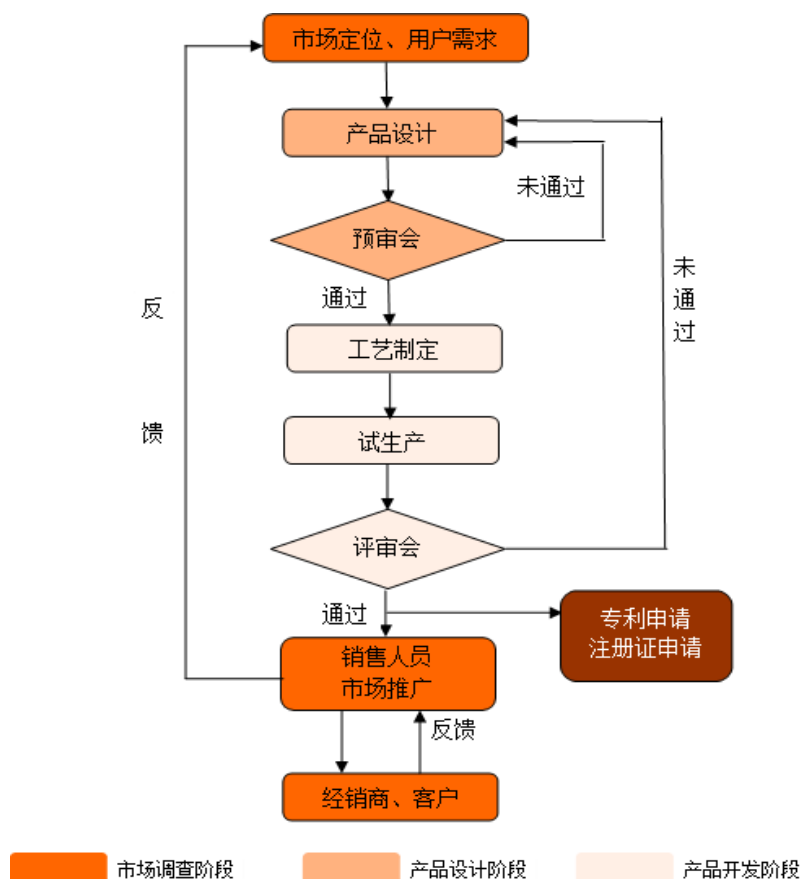 市场定位、用户需求
产品设计
未通过
预审会
未
通
过
通过
反
馈
工艺制定
试生产
评审会
通过
专利申请
注册证申请
销售人员
市场推广
反馈
经销商、客户
市场调查阶段
产品设计阶段
产品开发阶段